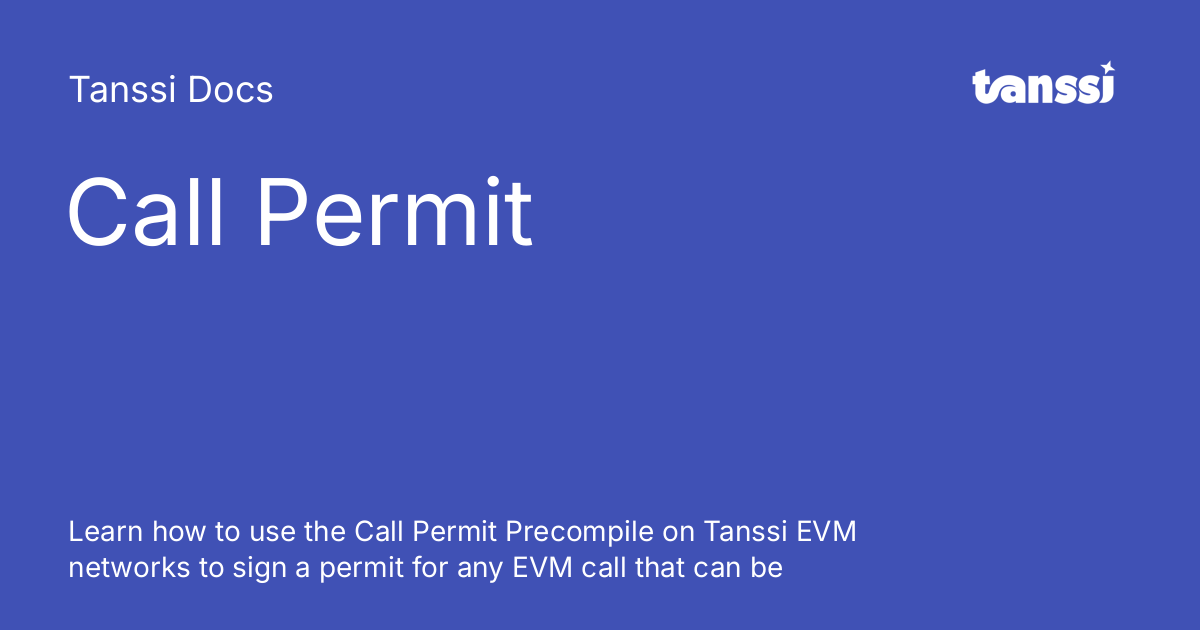 Tanssi Docs
tanssi
Call Permit
Learn how to use the Call Permit Precompile on Tanssi EVM
networks to sign a permit for any EVM call that can be